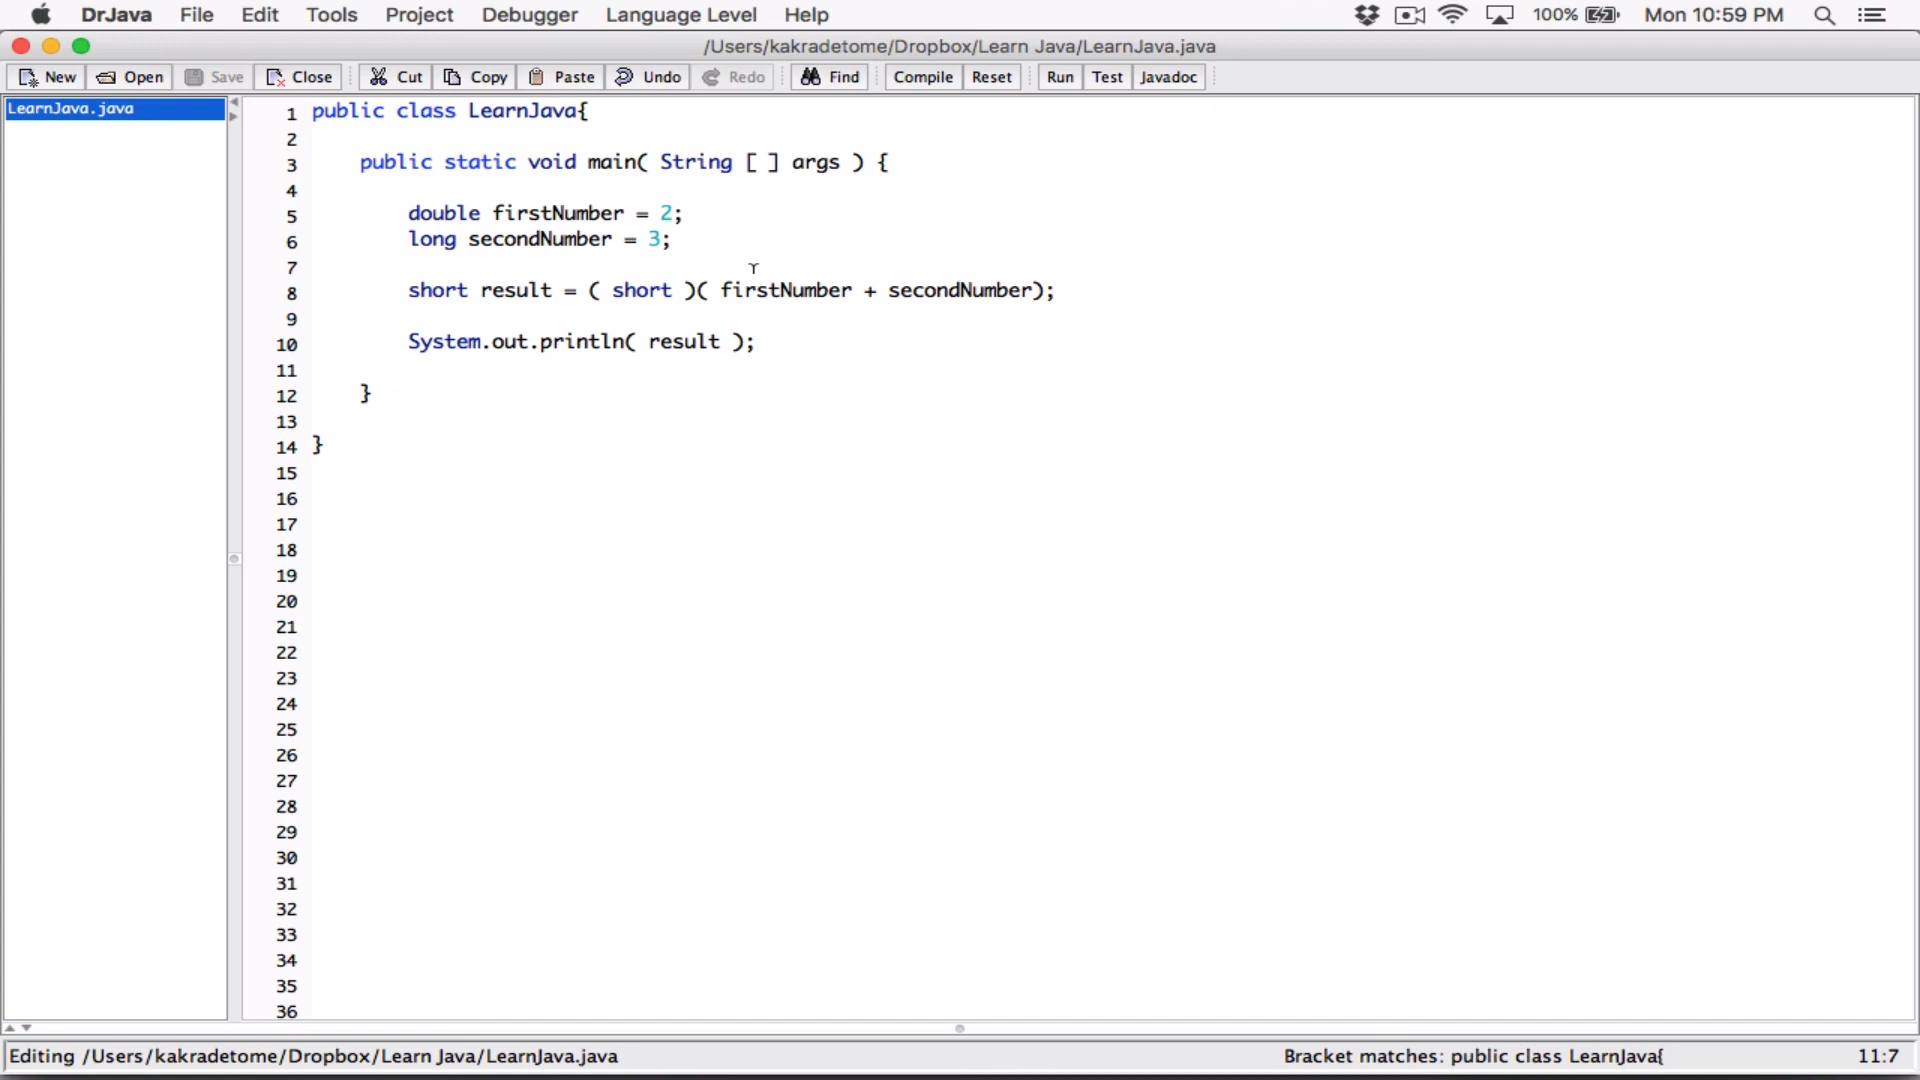 DrJava File Edit Tools Project Debugger Language Level Help 100% Mon 10:59 PM
/Users/kakradetome/Dropbox/Learn Java/LearnJava.java
New Open Save Close Cut Copy Paste Undo Redo Find Compile Reset Run Test Javadoc
LearnJava.java
1 public class LearnJava{
2
3 public static void main( String [ ] args ) {
4
5 double firstNumber = 2;
6 long secondNumber = 3;
7
8 short result = ( short )( firstNumber + secondNumber);
9
10 System.out.println( result );
11
12 }
13
14 }
15
16
17
18
19
20
21
22
23
24
25
26
27
28
29
30
31
32
33
34
35
36
Editing /Users/kakradetome/Dropbox/Learn Java/LearnJava.java Bracket matches: public class LearnJava{ 11:7